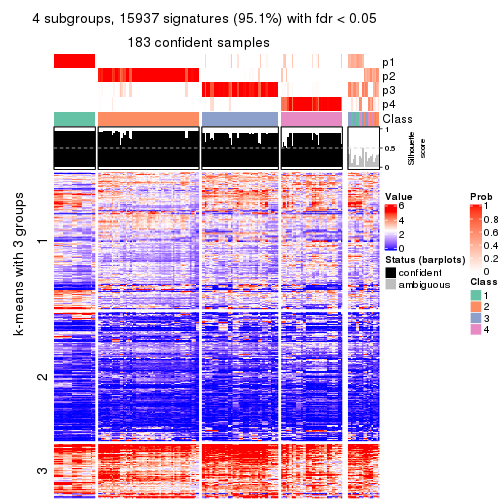 4 subgroups, 15937 signatures (95.1%) with fdr < 0.05
183 confident samples
p1
p2
p3
p4
Class
1
0.5
0
Silhouette
score
k-means with 3 groups
1
2
3
Value
6
4
2
0
Status (barplots)
confident
ambiguous
Prob
1
0.8
0.6
0.4
0.2
0
Class
1
2
3
4